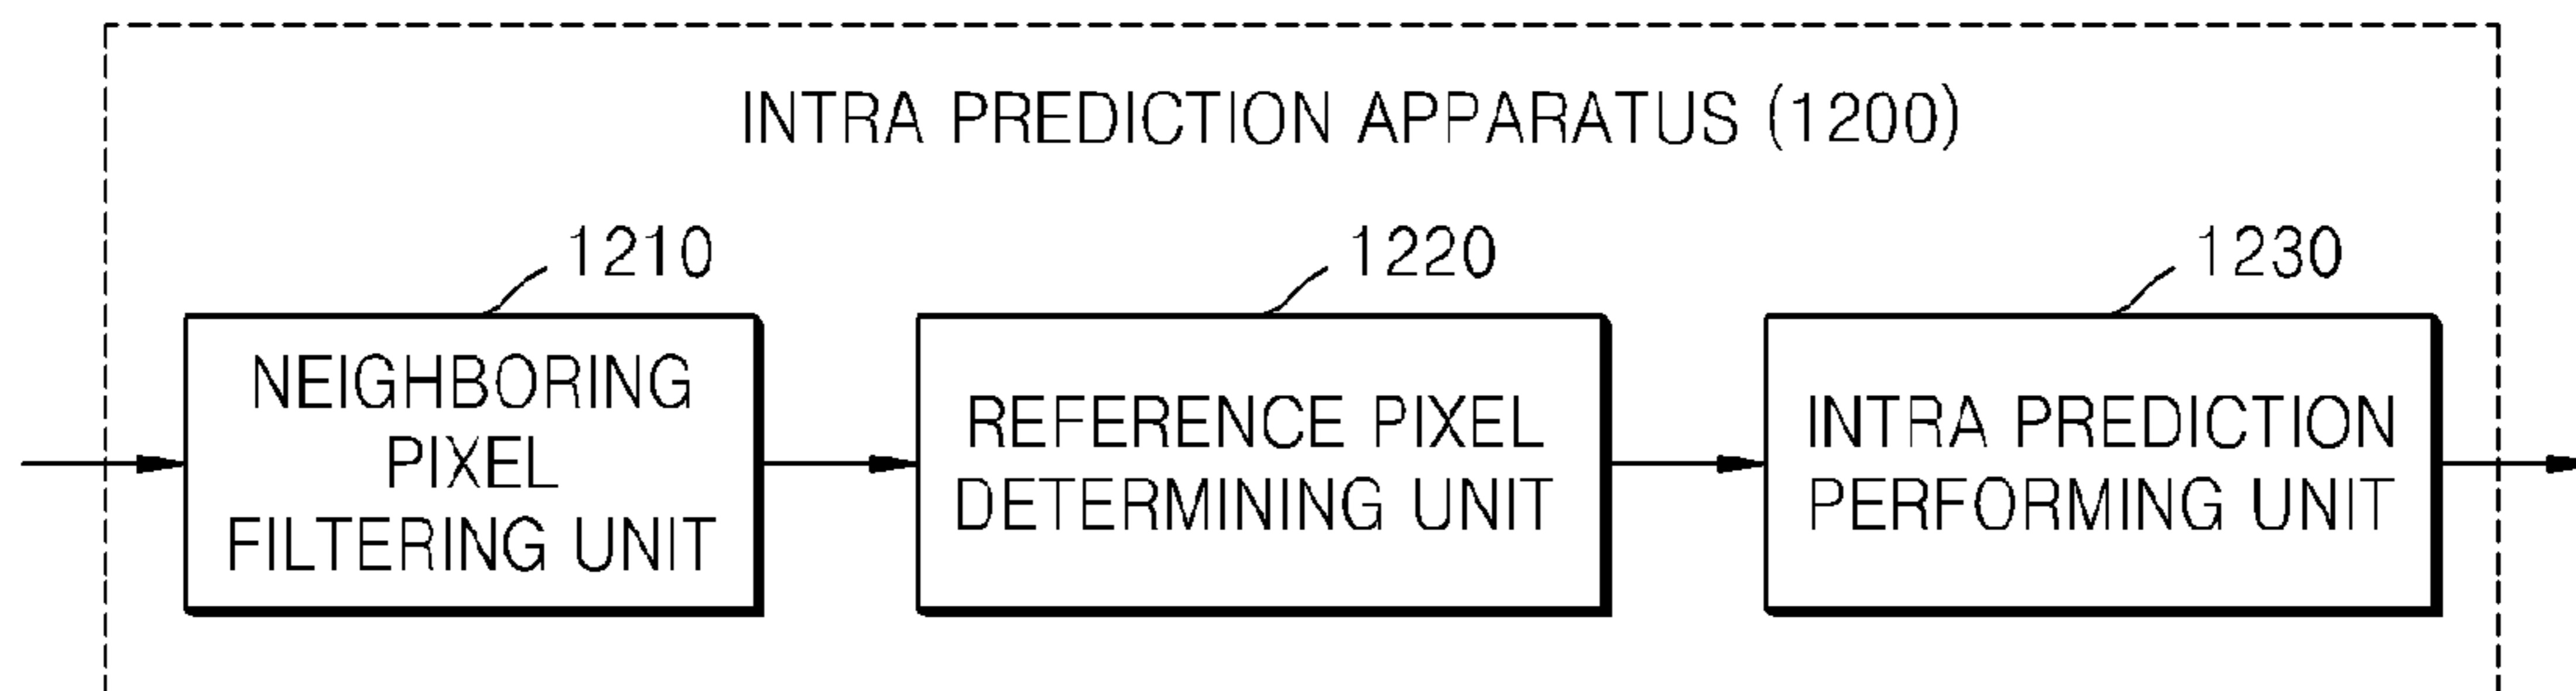 INTRA PREDICTION APPARATUS (1200)
1210
1220
1230
NEIGHBORING
PIXEL
FILTERING UNIT
REFERENCE PIXEL
DETERMINING UNIT
INTRA PREDICTION
PERFORMING UNIT